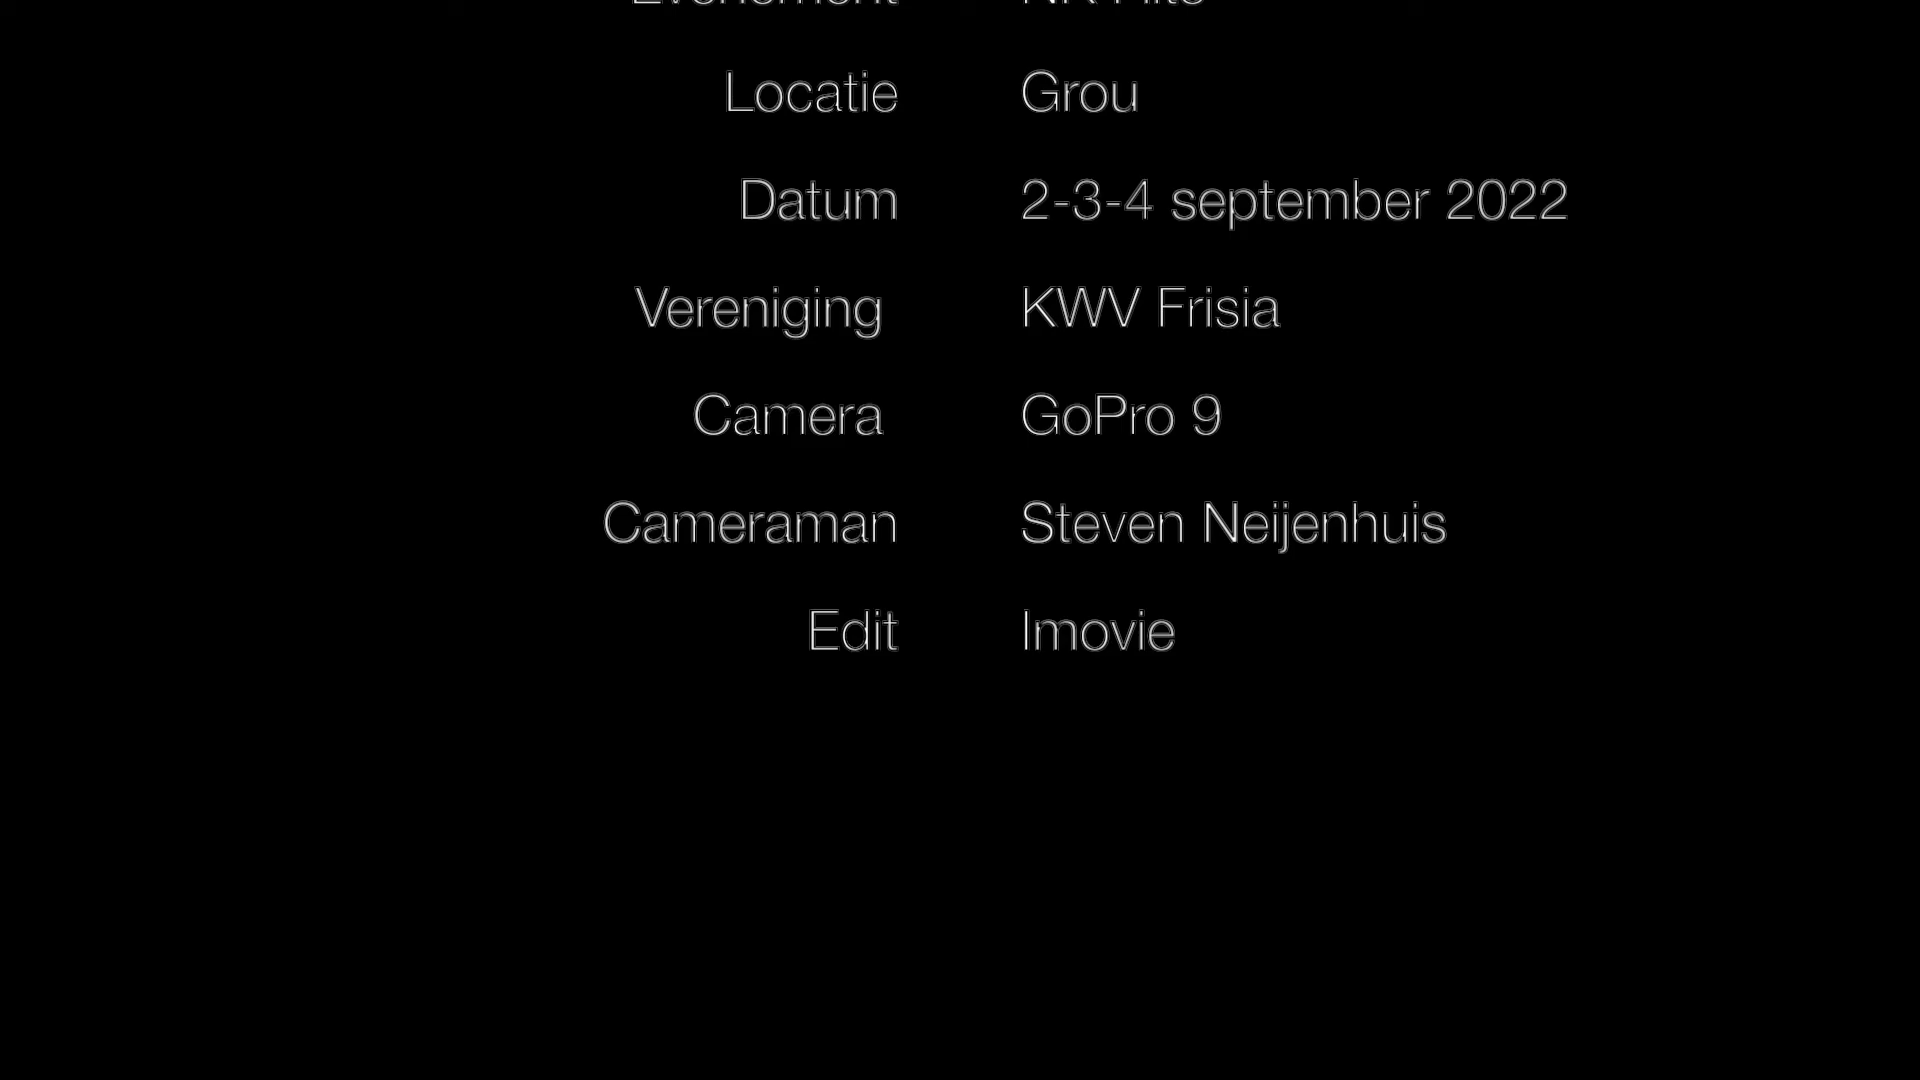 Evenement
Locatie Grou
Datum 2-3-4 september 2022
Vereniging KWV Frisia
Camera GoPro 9
Cameraman Steven Neijenhuis
Edit Imovie